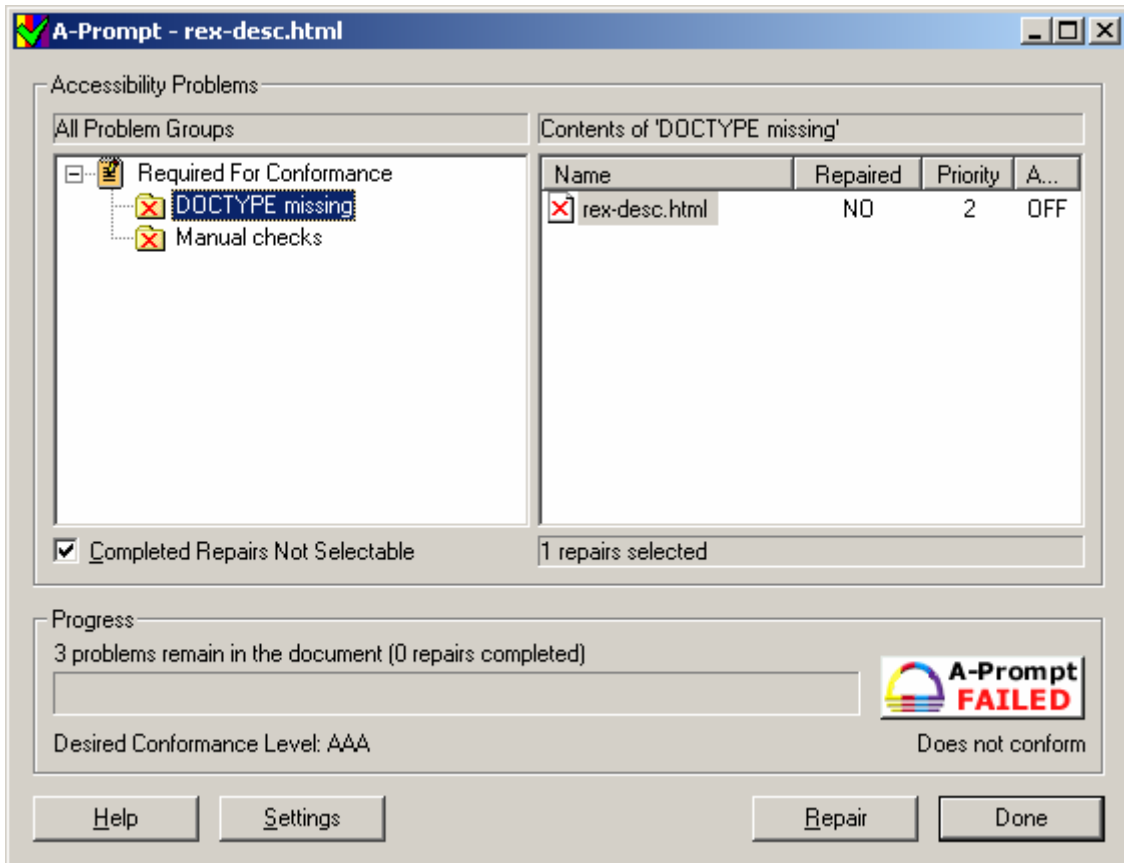 A-Prompt - rex-desc.html
Accessibility Problems
All Problem Groups
Contents of 'DOCTYPE missing'
Required For Conformance
DOCTYPE missing
Manual checks
Name Repaired Priority A...
rex-desc.html NO 2 OFF
Completed Repairs Not Selectable
1 repairs selected
Progress
3 problems remain in the document (0 repairs completed)
A-Prompt
FAILED
Desired Conformance Level: AAA
Does not conform
Help Settings Repair Done